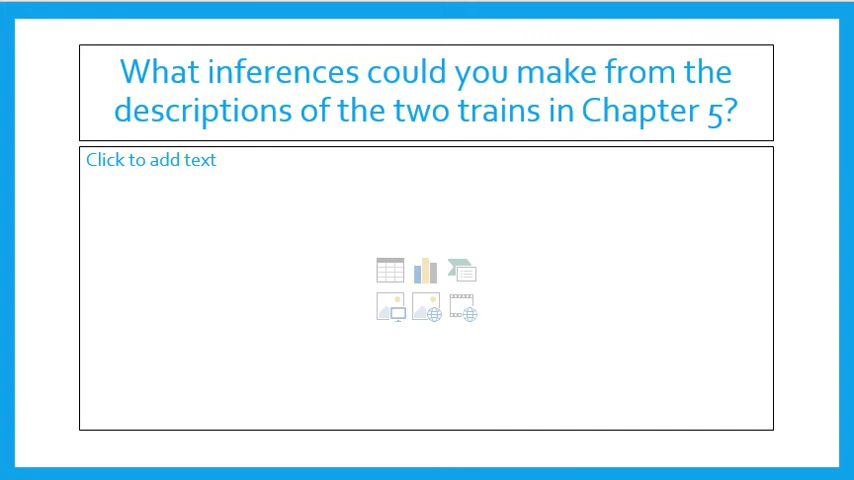 What inferences could you make from the
descriptions of the two trains in Chapter 5?
Click to add text